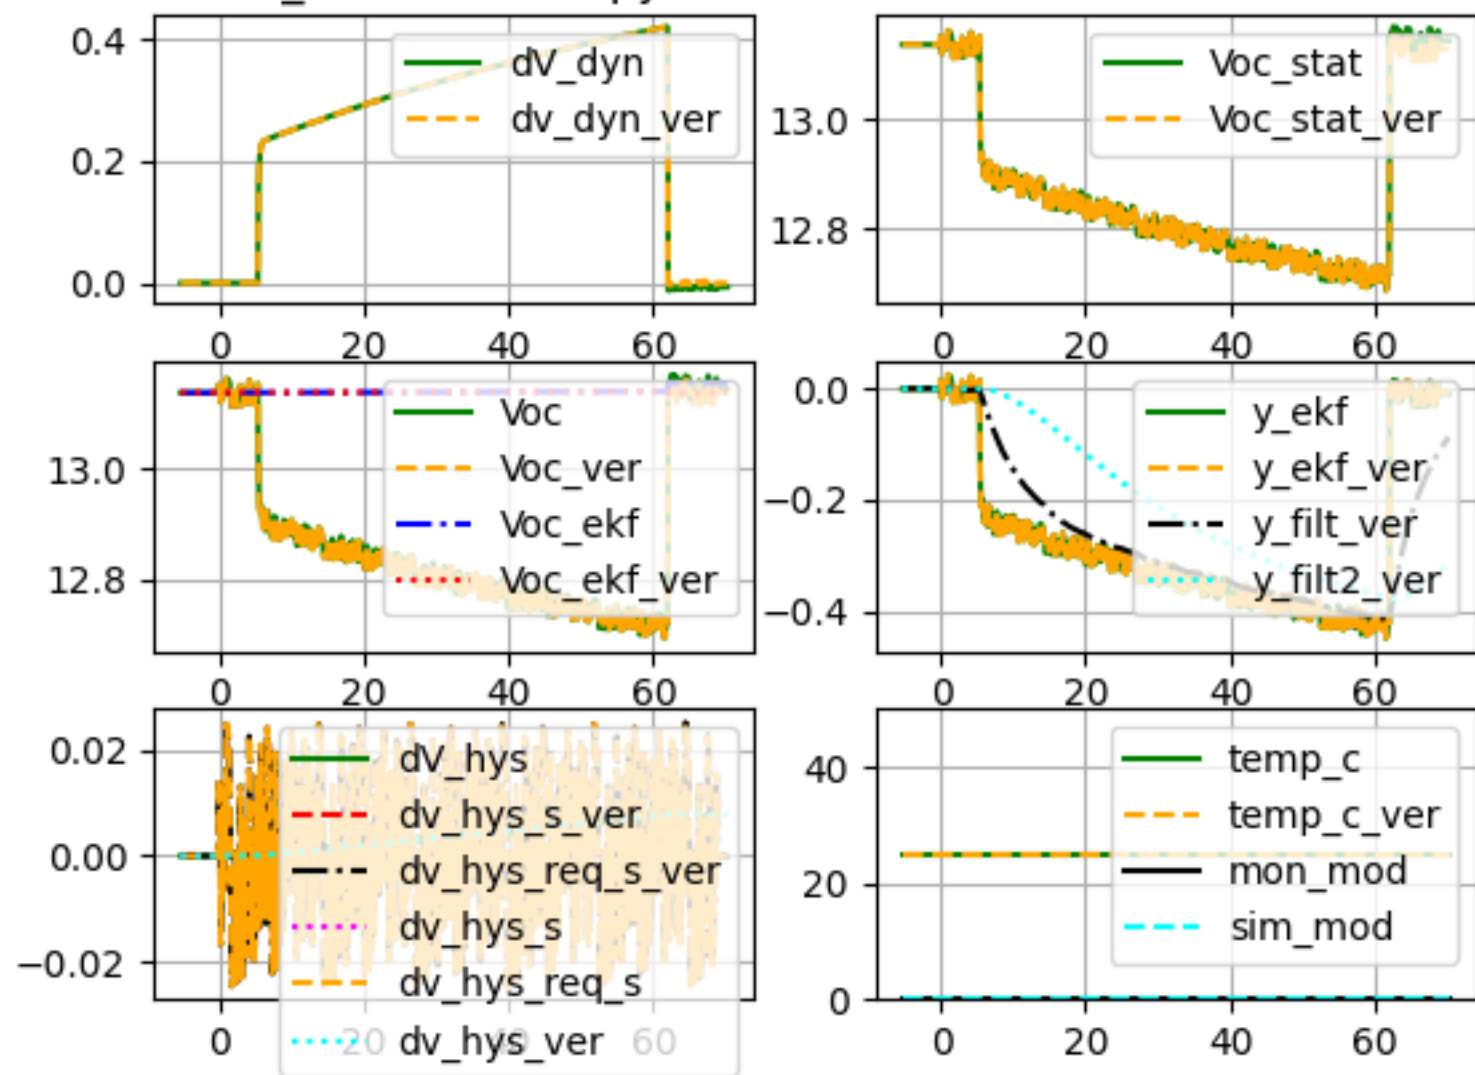 0.4
0.2
0.0
dV_dyn
dv_dyn_ver
0
20
40
60
13.0
12.8
Voc_stat
Voc_stat_ver
0
20
40
60
13.0
12.8
Voc
Voc_ver
Voc_ekf
Voc_ekf_ver
0
20
40
60
0.0
−0.2
−0.4
y_ekf
y_ekf_ver
y_filt_ver
y_filt2_ver
0
20
40
60
0.02
0.00
−0.02
dV_hys
dv_hys_s_ver
dv_hys_req_s_ver
dv_hys_s
dv_hys_req_s
dv_hys_ver
0
20
60
40
20
0
temp_c
temp_c_ver
mon_mod
sim_mod
0
20
40
60